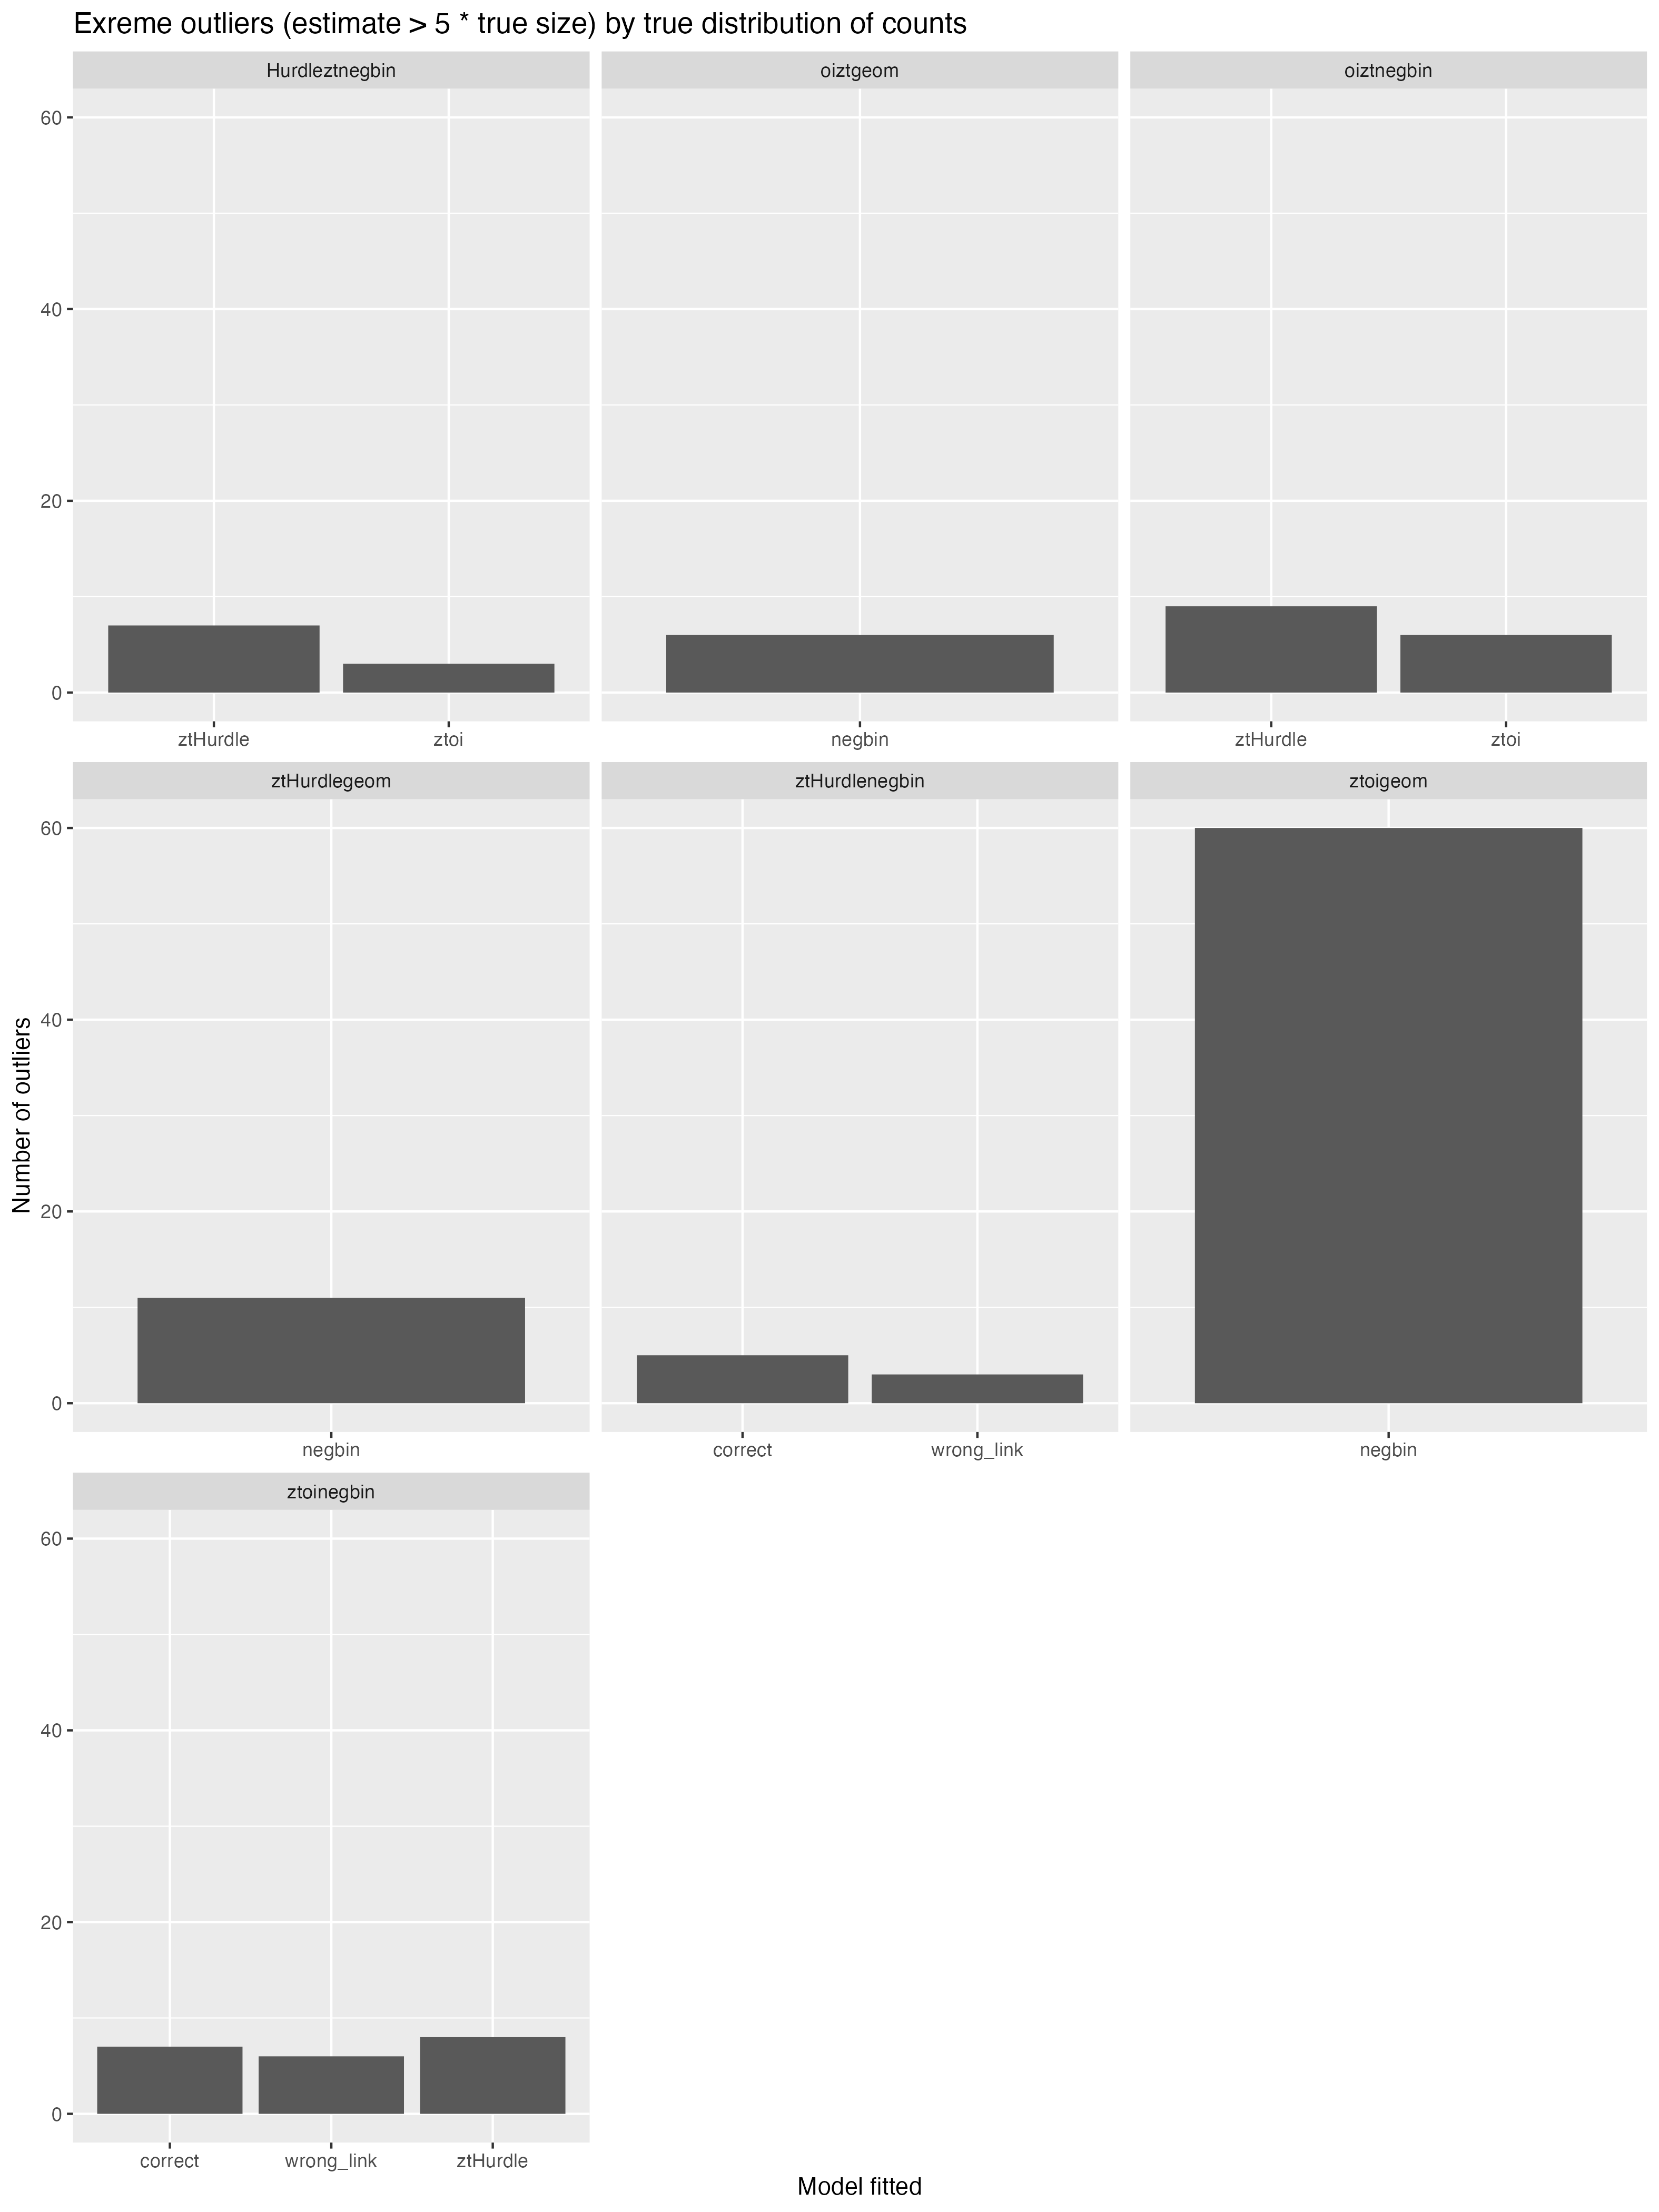 Exreme outliers (estimate > 5 * true size) by true distribution of counts
Hurdleztnegbin
oiztgeom
oiztnegbin
60
40
20
0
ztHurdle
ztoi
negbin
ztHurdle
ztoi
ztHurdlegeom
ztHurdlenegbin
ztoigeom
60
40
20
0
Number of outliers
negbin
correct
wrong_link
negbin
ztoinegbin
60
40
20
0
correct
wrong_link
ztHurdle
Model fitted